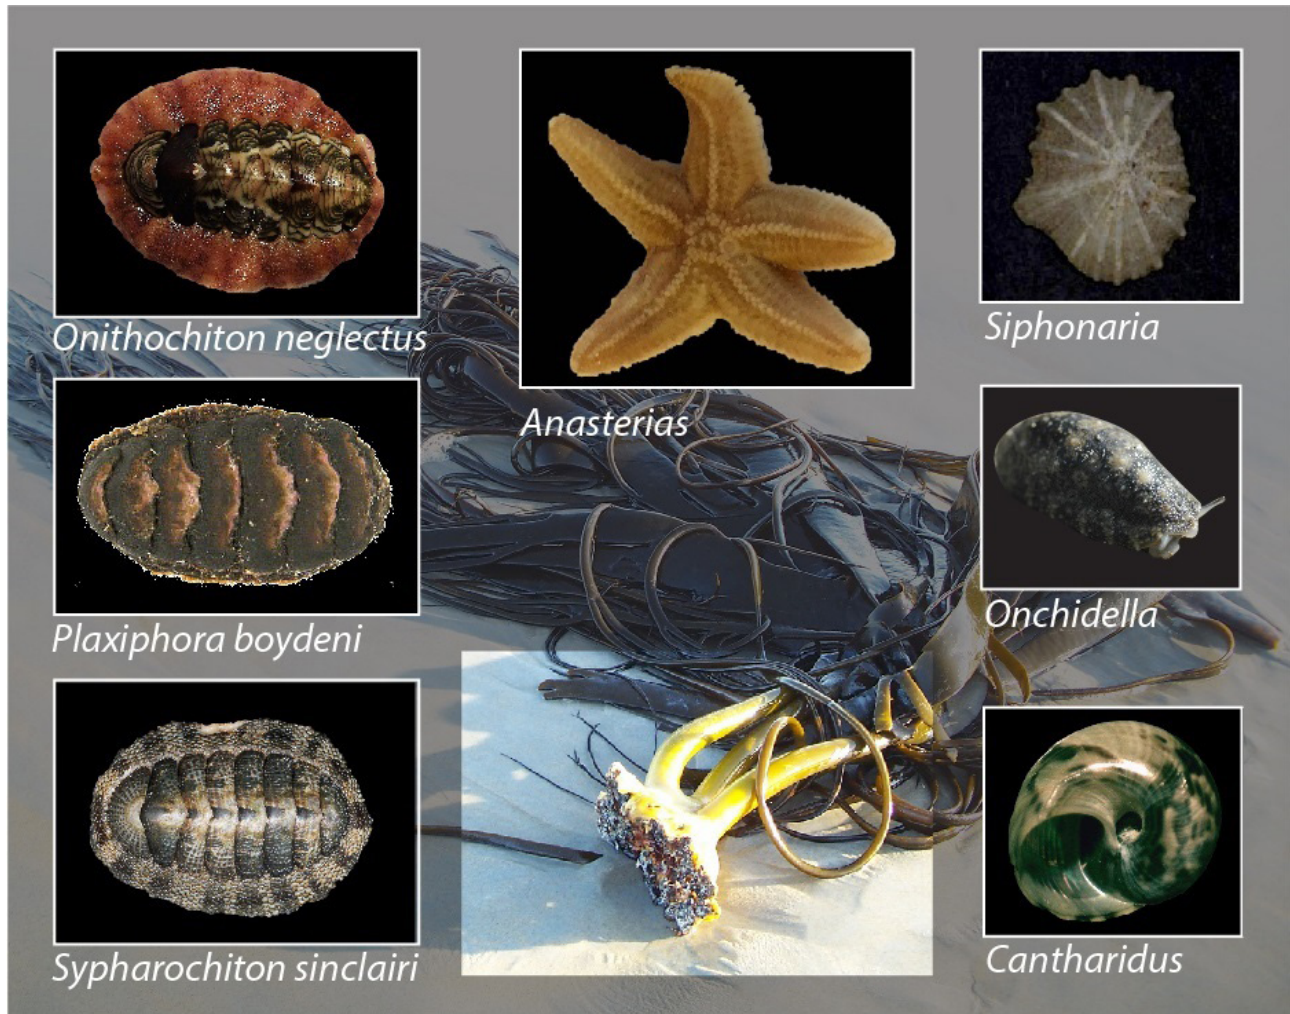 Onithochiton neglectus
Anasterias
Siphonaria
Plaxiphora boydeni
Onchidella
Sypharochiton sinclairi
Cantharidus